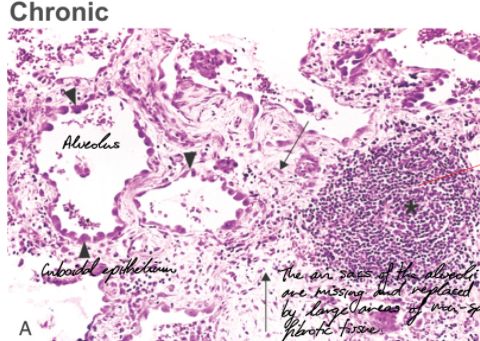 Chronic
Alveolus
*
Cuboidal epithelium
The air sacs of the alveoli
are missing and replaced
by large areas of non-sp
fibrotic tissue.
A